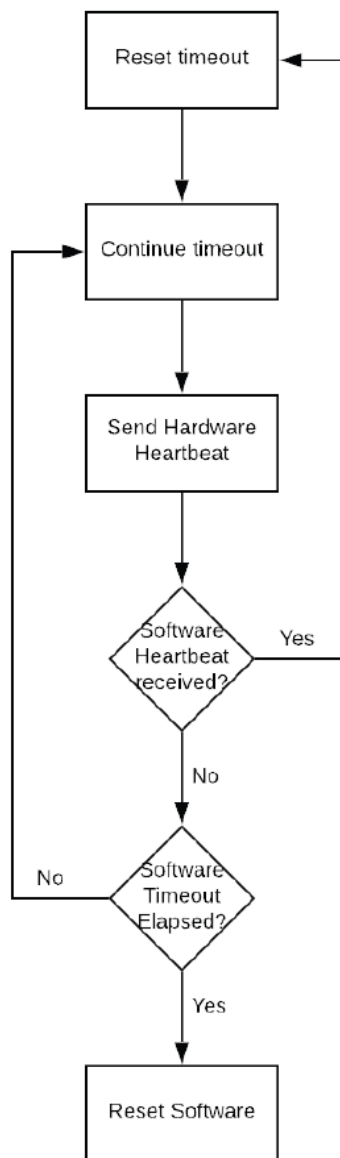 Reset timeout
Continue timeout
Send Hardware
Heartbeat
Software
Heartbeat
received?
Yes
No
Software
Timeout
Elapsed?
No
Yes
Reset Software